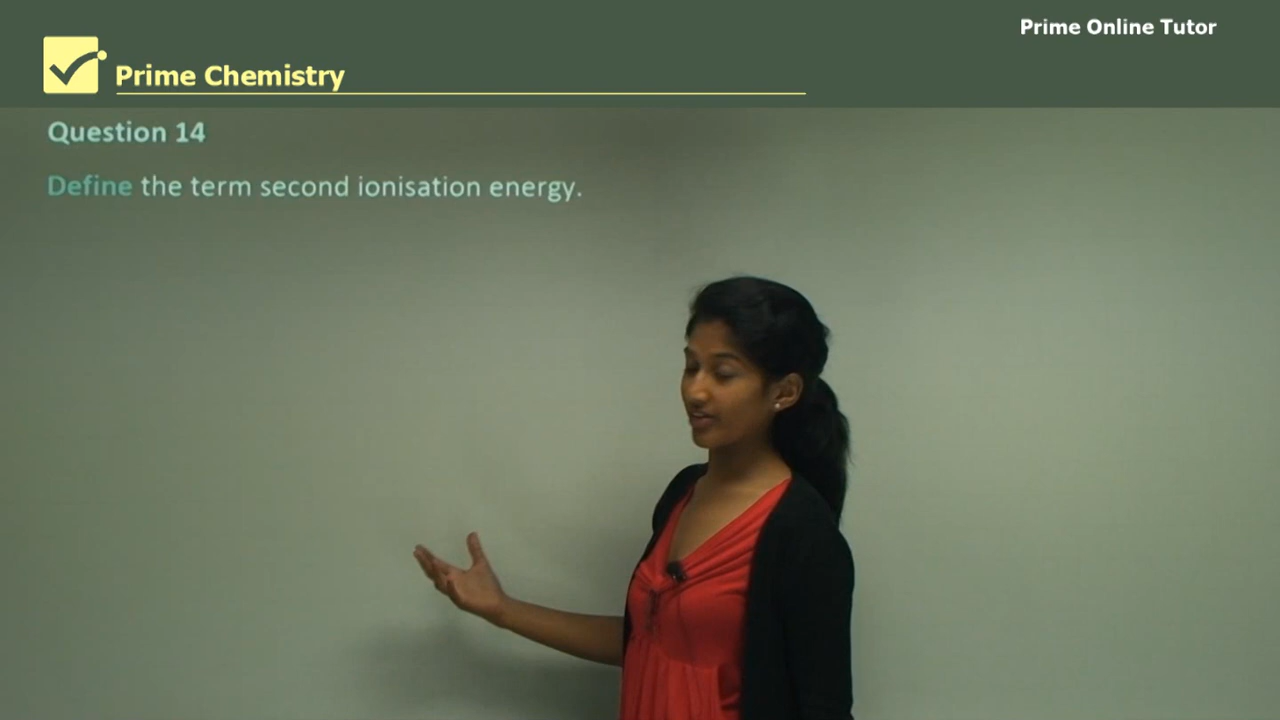 Prime Online Tutor
Prime Chemistry
Question 14
Define the term second ionisation energy.